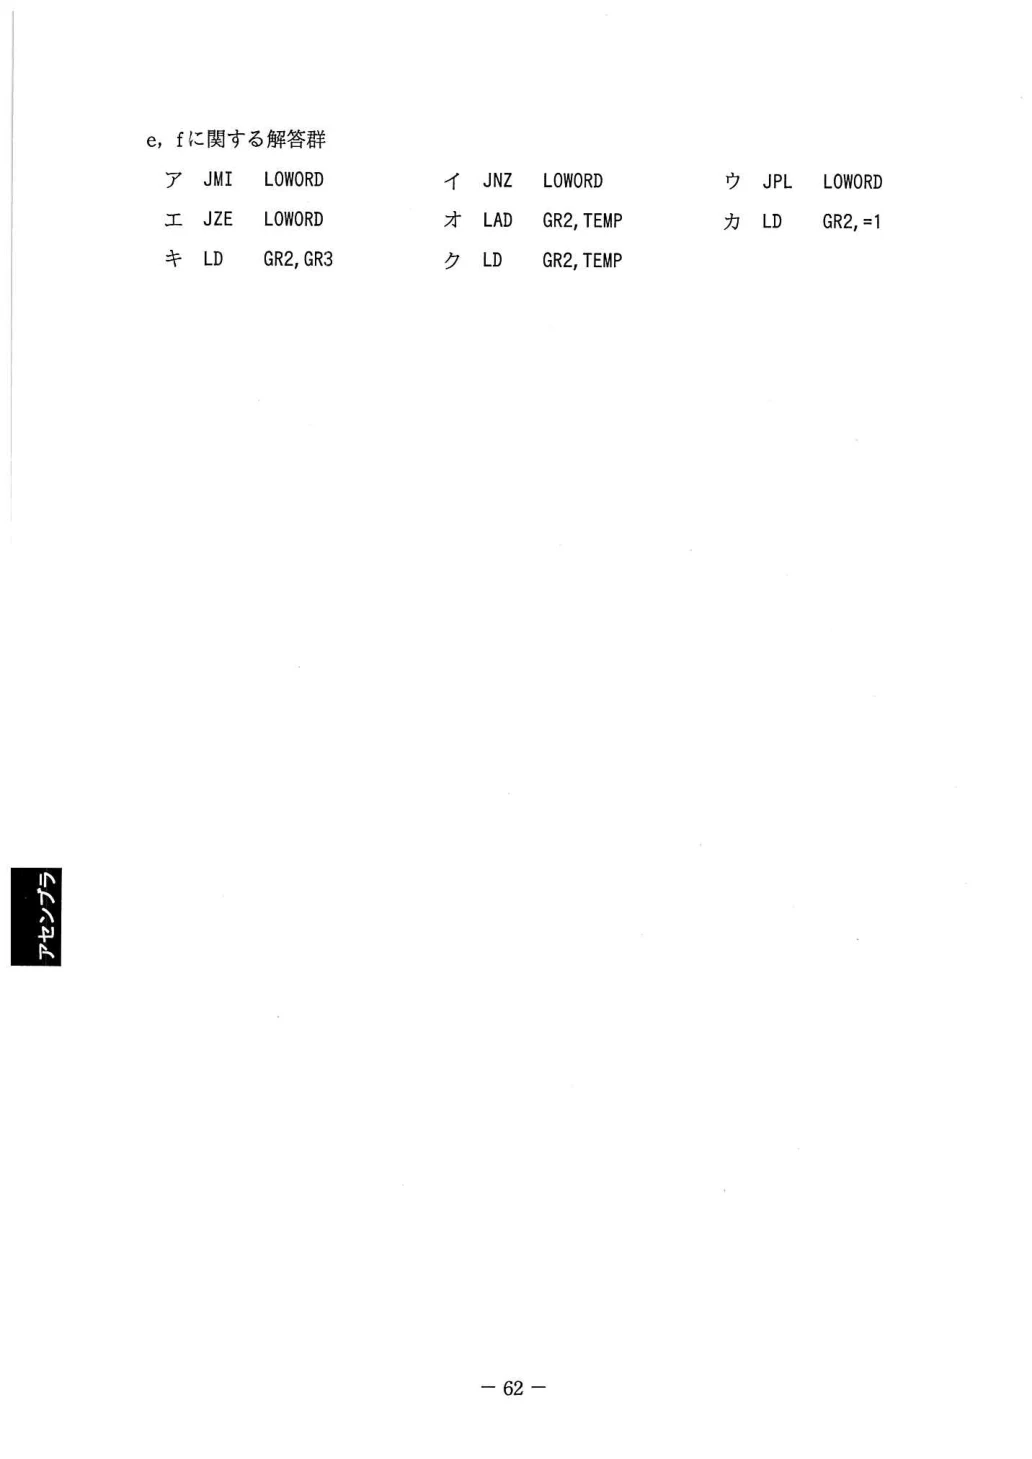 e, fに関する解答群
ア JMI LOWORD イ JNZ LOWORD ウ JPL LOWORD
エ JZE LOWORD オ LAD GR2,TEMP カ LD GR2,=1
キ LD GR2,GR3 ク LD GR2,TEMP
アセンブラ
− 62 −